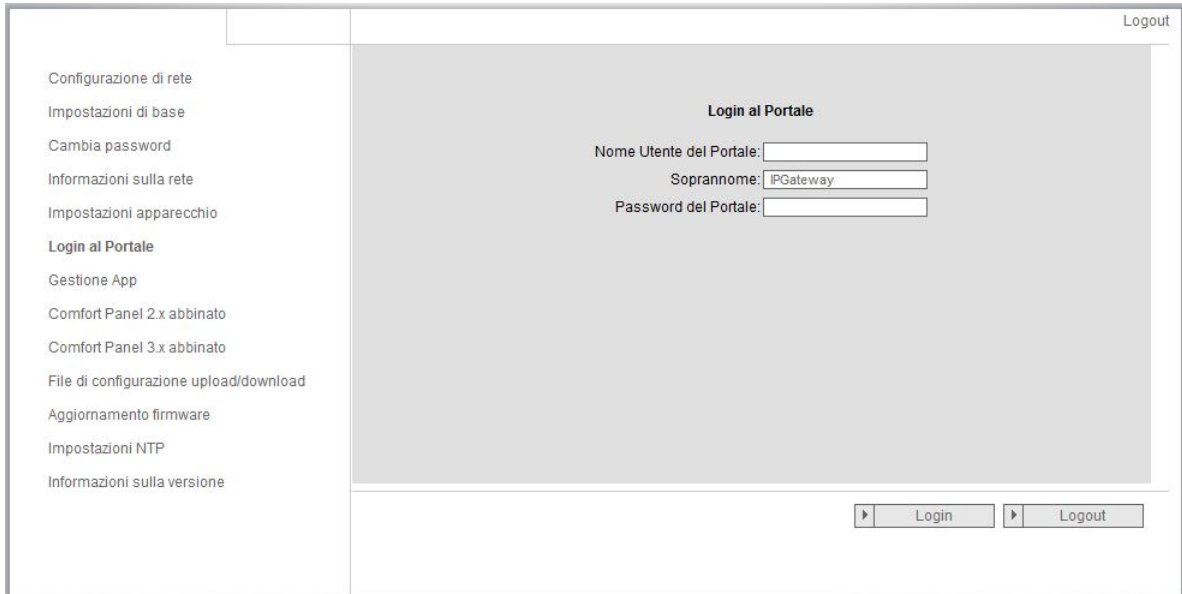 Logout
Configurazione di rete
Impostazioni di base
Cambia password
Informazioni sulla rete
Impostazioni apparecchio
Login al Portale
Gestione App
Comfort Panel 2.x abbinato
Comfort Panel 3.x abbinato
File di configurazione upload/download
Aggiornamento firmware
Impostazioni NTP
Informazioni sulla versione
Login al Portale
Nome Utente del Portale:
Soprannome: IPGateway
Password del Portale:
Login
Logout